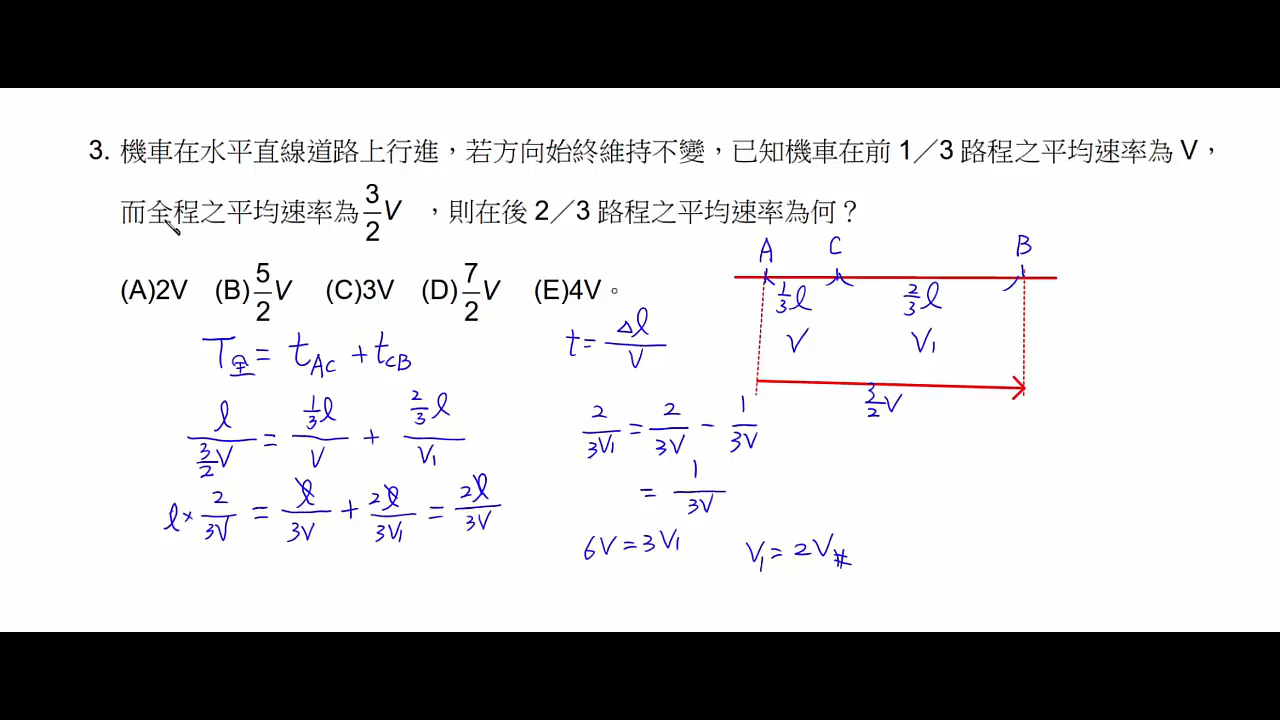 3. 機車在水平直線道路上行進，若方向始終維持不變，已知機車在前 1／3 路程之平均速率為 V，
而全程之平均速率為 3/2 V ，則在後 2／3 路程之平均速率為何？
(A)2V (B) 5/2 V (C)3V (D) 7/2 V (E)4V。
A C B
1/3 l 2/3 l
V V₁
3/2 V
T全 = tAC + tCB
l / (3/2 V) = (1/3 l) / V + (2/3 l) / V₁
l × 2/3V = l/3V + 2l/3V₁ = 2l/3V
t = Δl / V
2/3V₁ = 2/3V - 1/3V
= 1/3V
6V = 3V₁ V₁ = 2V #